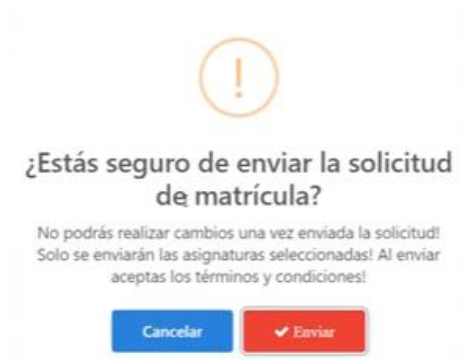 !
¿Estás seguro de enviar la solicitud
de matrícula?
No podrás realizar cambios una vez enviada la solicitud!
Solo se enviarán las asignaturas seleccionadas! Al enviar
aceptas los términos y condiciones!
Cancelar ✔ Enviar